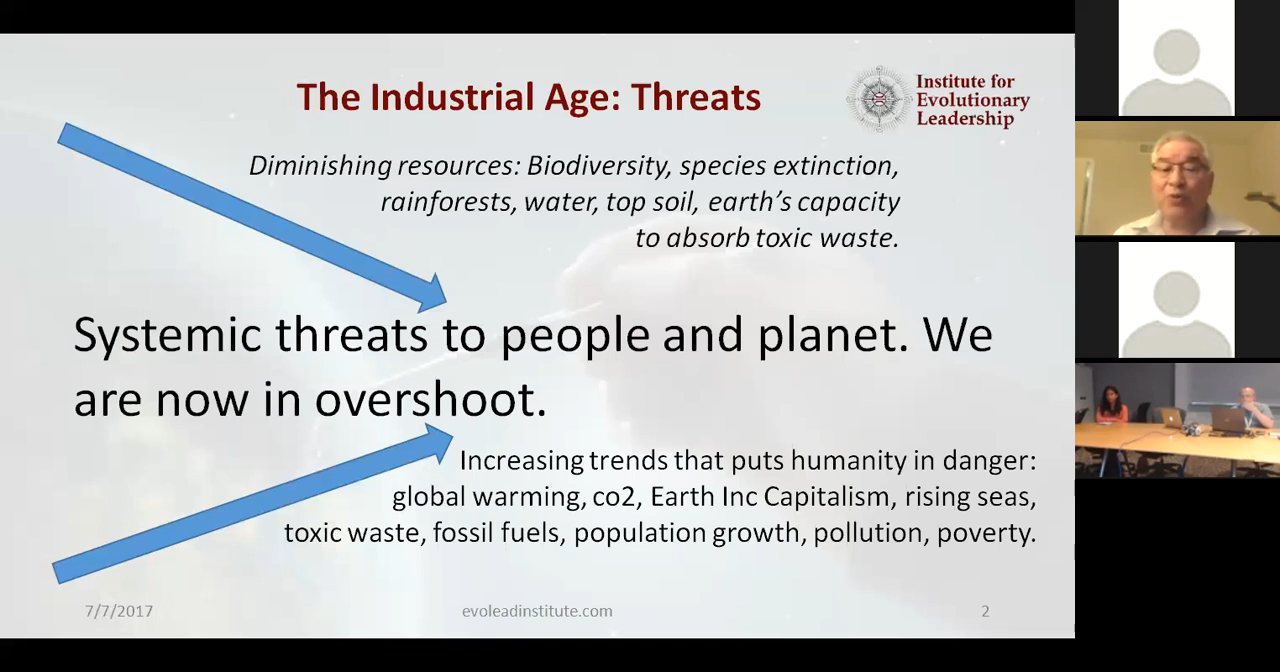 The Industrial Age: Threats
Institute for
Evolutionary
Leadership
Diminishing resources: Biodiversity, species extinction,
rainforests, water, top soil, earth's capacity
to absorb toxic waste.
Systemic threats to people and planet. We
are now in overshoot.
Increasing trends that puts humanity in danger:
global warming, co2, Earth Inc Capitalism, rising seas,
toxic waste, fossil fuels, population growth, pollution, poverty.
7/7/2017
evoleadinstitute.com
2